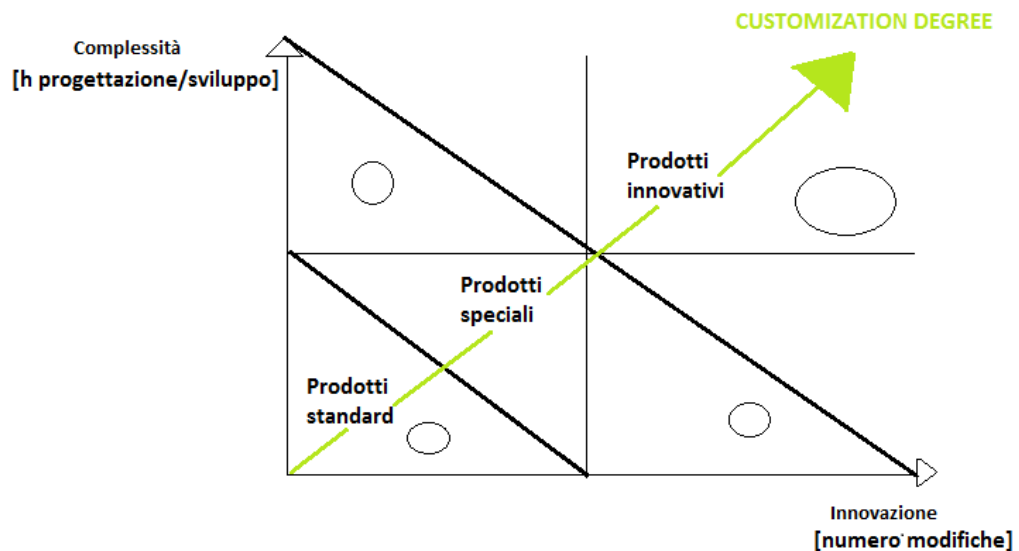 CUSTOMIZATION DEGREE
Complessità
[h progettazione/sviluppo]
Prodotti
innovativi
Prodotti
speciali
Prodotti
standard
Innovazione
[numero modifiche]